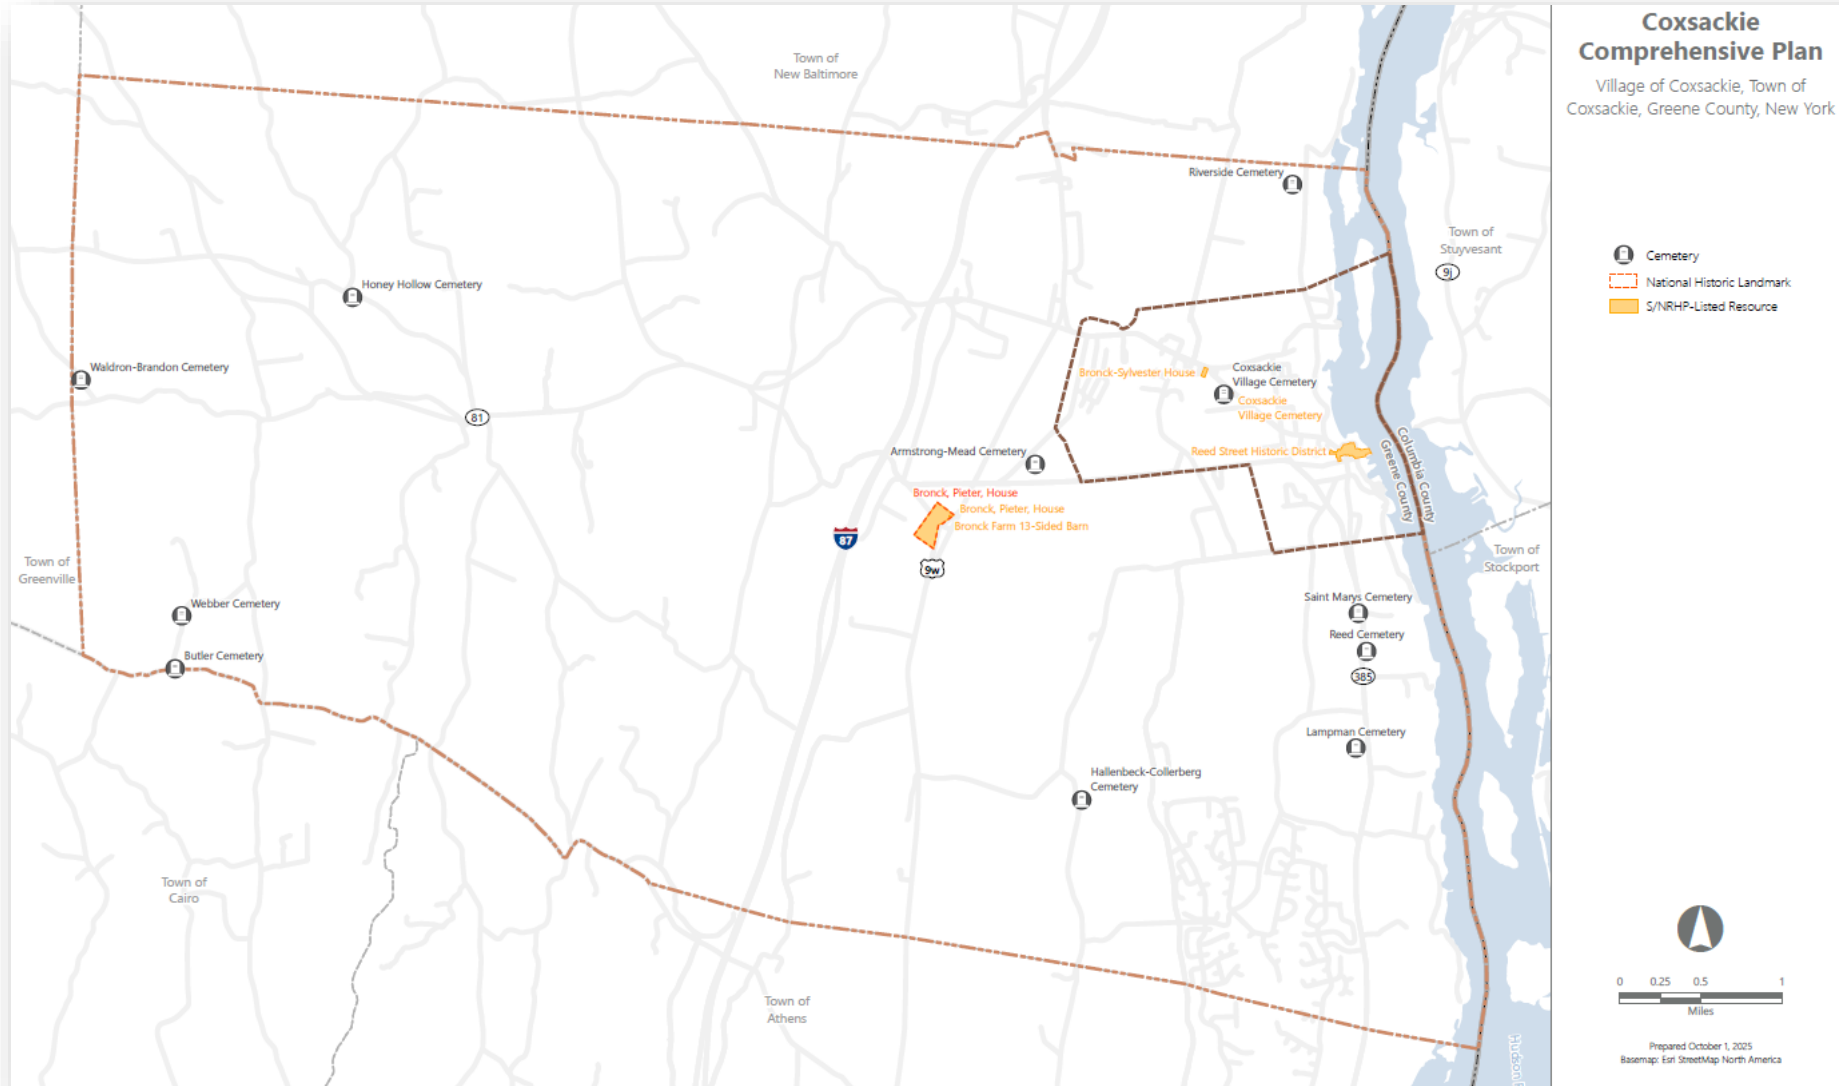 Coxsackie
Comprehensive Plan
Village of Coxsackie, Town of
Coxsackie, Greene County, New York
Cemetery
National Historic Landmark
S/NRHP-Listed Resource
Town of
New Baltimore
Riverside Cemetery
Town of
Stuyvesant
9j
Honey Hollow Cemetery
Waldron-Brandon Cemetery
81
Bronck-Sylvester House
Coxsackie
Village Cemetery
Coxsackie
Village Cemetery
Reed Street Historic District
Columbia County
Greene County
Armstrong-Mead Cemetery
Bronck, Pieter, House
Bronck, Pieter, House
Bronck Farm 13-Sided Barn
87
9w
Town of
Greenville
Town of
Stockport
Webber Cemetery
Butler Cemetery
Saint Marys Cemetery
Reed Cemetery
385
Lampman Cemetery
Hallenbeck-Collerberg
Cemetery
Town of
Cairo
Town of
Athens
Hudson
0 0.25 0.5 1
Miles
Prepared October 1, 2025
Basemap: Esri StreetMap North America